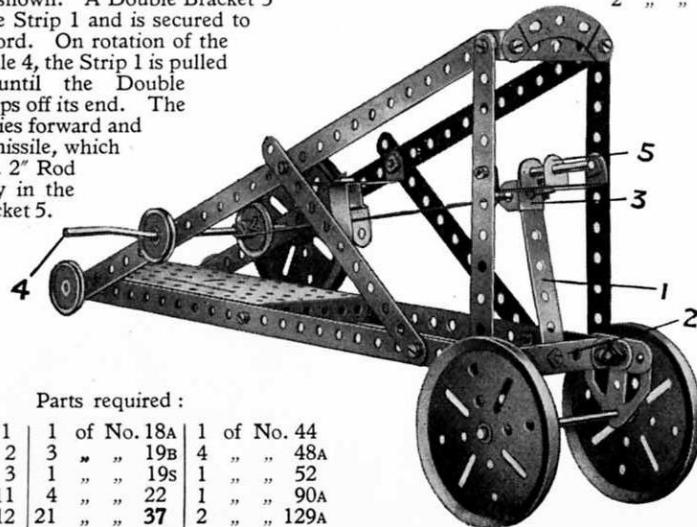 shown. A Double Bracket 5
e Strip 1 and is secured to
ord. On rotation of the
le 4, the Strip 1 is pulled
until the Double
ps off its end. The
ies forward and
nissile, which
2" Rod
y in the
cket 5.
2 " " "
5
3
4
1
2
Parts required :
1 | 1 of No. 18A | 1 of No. 44
2 | 3 " " 19B | 4 " " 48A
3 | 1 " " 19S | 1 " " 52
11 | 4 " " 22 | 1 " " 90A
12 | 21 " " 37 | 2 " " 129A